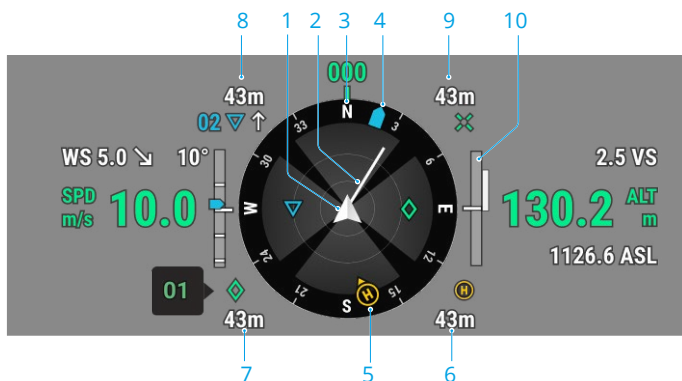 8 1 2 3 4 9 10
000
43m 43m
02
N
33 3
WS 5.0 10° 30 6 2.5 VS
SPD m/s 10.0 W E 130.2 ALT m
24 12
1126.6 ASL
01 21 S H 15 H
43m 43m
7 5 6